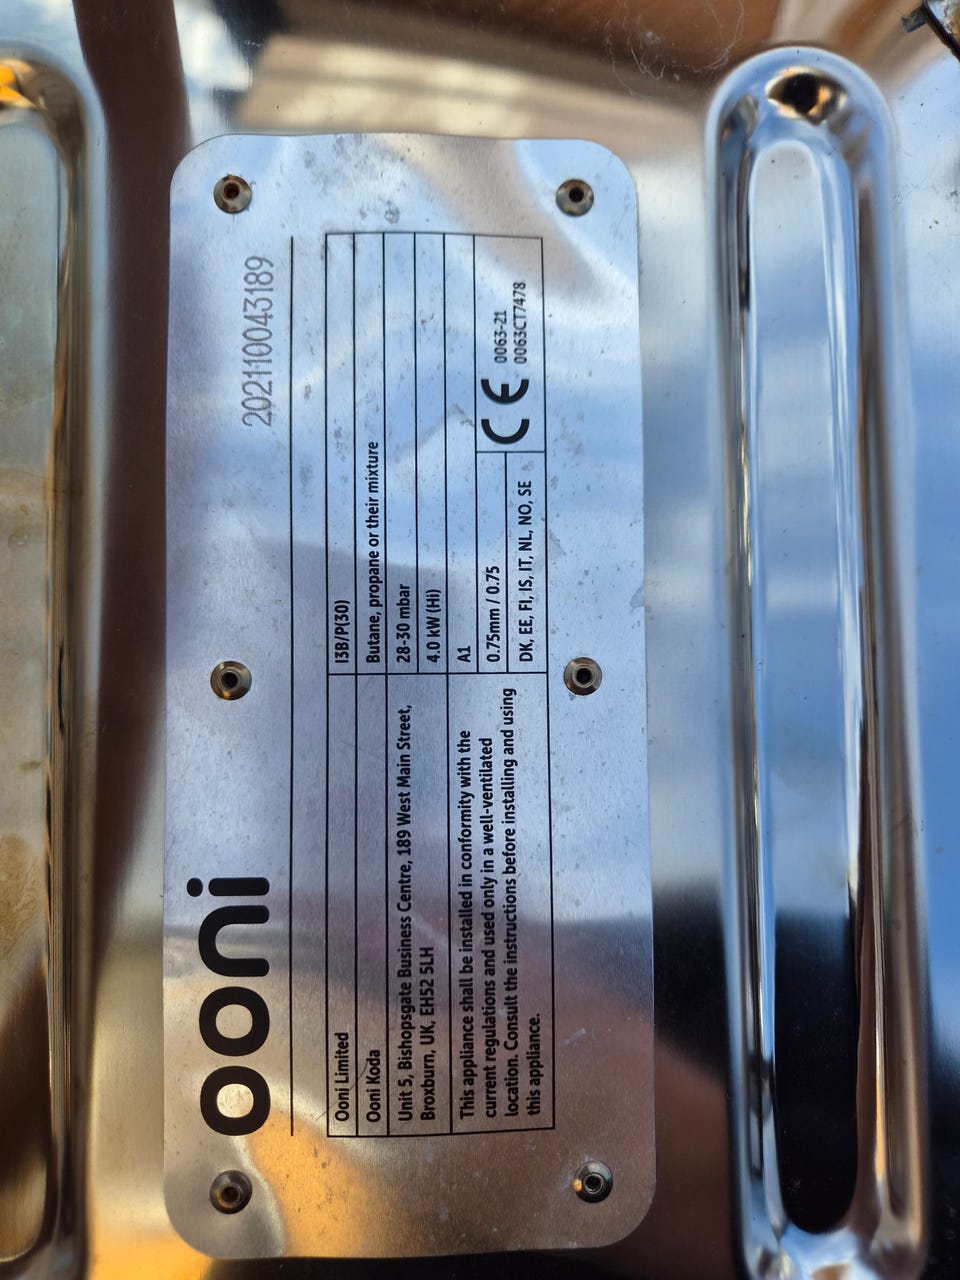 ooni
202110043189
Ooni Limited
I3B/P(30)
Ooni Koda
Butane, propane or their mixture
Unit 5, Bishopsgate Business Centre, 189 West Main Street,
Broxburn, UK, EH52 5LH
28-30 mbar
4.0 kW (Hi)
This appliance shall be installed in conformity with the
current regulations and used only in a well-ventilated
location. Consult the instructions before installing and using
this appliance.
A1
0.75mm / 0.75
DK, EE, FI, IS, IT, NL, NO, SE
CE
0063-21
0063CT7478